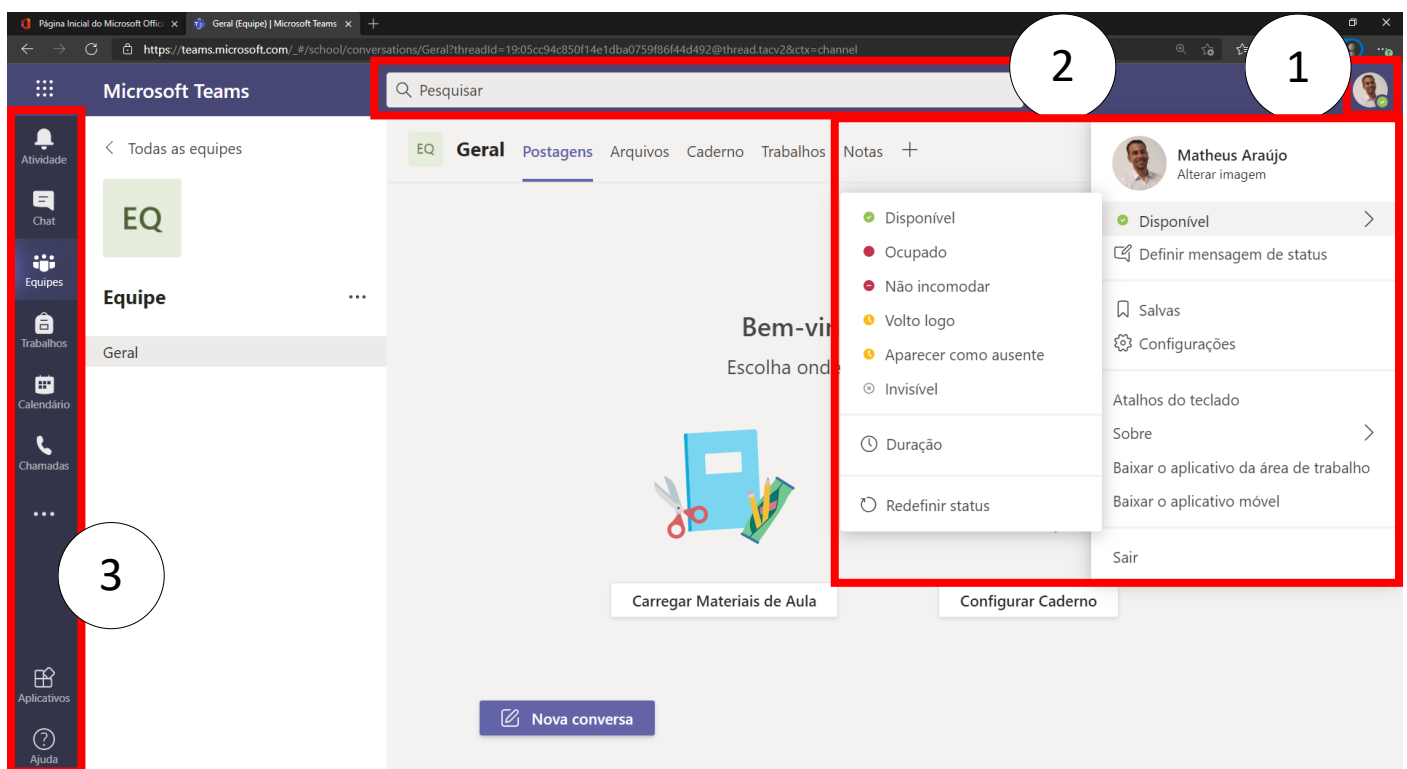 Página Inicial do Microsoft Offic
Geral (Equipe) | Microsoft Teams
https://teams.microsoft.com/_#/school/conversations/Geral?threadId=19:05cc94c850f14e1dba0759f86f44d492@thread.tacv2&ctx=channel
2
1
Microsoft Teams
Pesquisar
Atividade
Chat
Equipes
Trabalhos
Calendário
Chamadas
3
Aplicativos
Ajuda
Todas as equipes
EQ
Equipe
Geral
EQ Geral Postagens Arquivos Caderno Trabalhos Notas
Bem-vin
Escolha onde
Carregar Materiais de Aula
Configurar Caderno
Nova conversa
Disponível
Ocupado
Não incomodar
Volto logo
Aparecer como ausente
Invisível
Duração
Redefinir status
Matheus Araújo
Alterar imagem
Disponível
Definir mensagem de status
Salvas
Configurações
Atalhos do teclado
Sobre
Baixar o aplicativo da área de trabalho
Baixar o aplicativo móvel
Sair